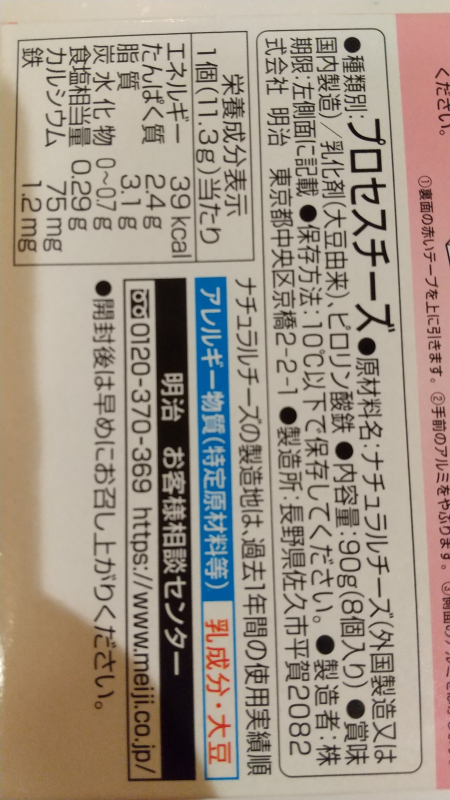 ください。
①裏面の赤いテープを上に引きます。②手前のアルミをやぶります。
●種類別：プロセスチーズ ●原材料名：ナチュラルチーズ(外国製造又は
国内製造)／乳化剤(大豆由来)、ピロリン酸鉄 ●内容量：90g(8個入り) ●賞味
期限：左側面に記載 ●保存方法：10℃以下で保存してください。 ●製造者：株
式会社 明治 東京都中央区京橋2-2-1 ●製造所：長野県佐久市平賀2082
ナチュラルチーズの製造地は、過去1年間の使用実績順
栄養成分表示
1個(11.3g)当たり
エネルギー 39kcal
たんぱく質 2.4g
脂質 3.1g
炭水化物 0〜0.7g
食塩相当量 0.29g
カルシウム 75mg
鉄 1.2mg
アレルギー物質(特定原材料等) 乳成分・大豆
明治 お客様相談センター
0120-370-369 https://www.meiji.co.jp/
●開封後は早めにお召し上がりください。